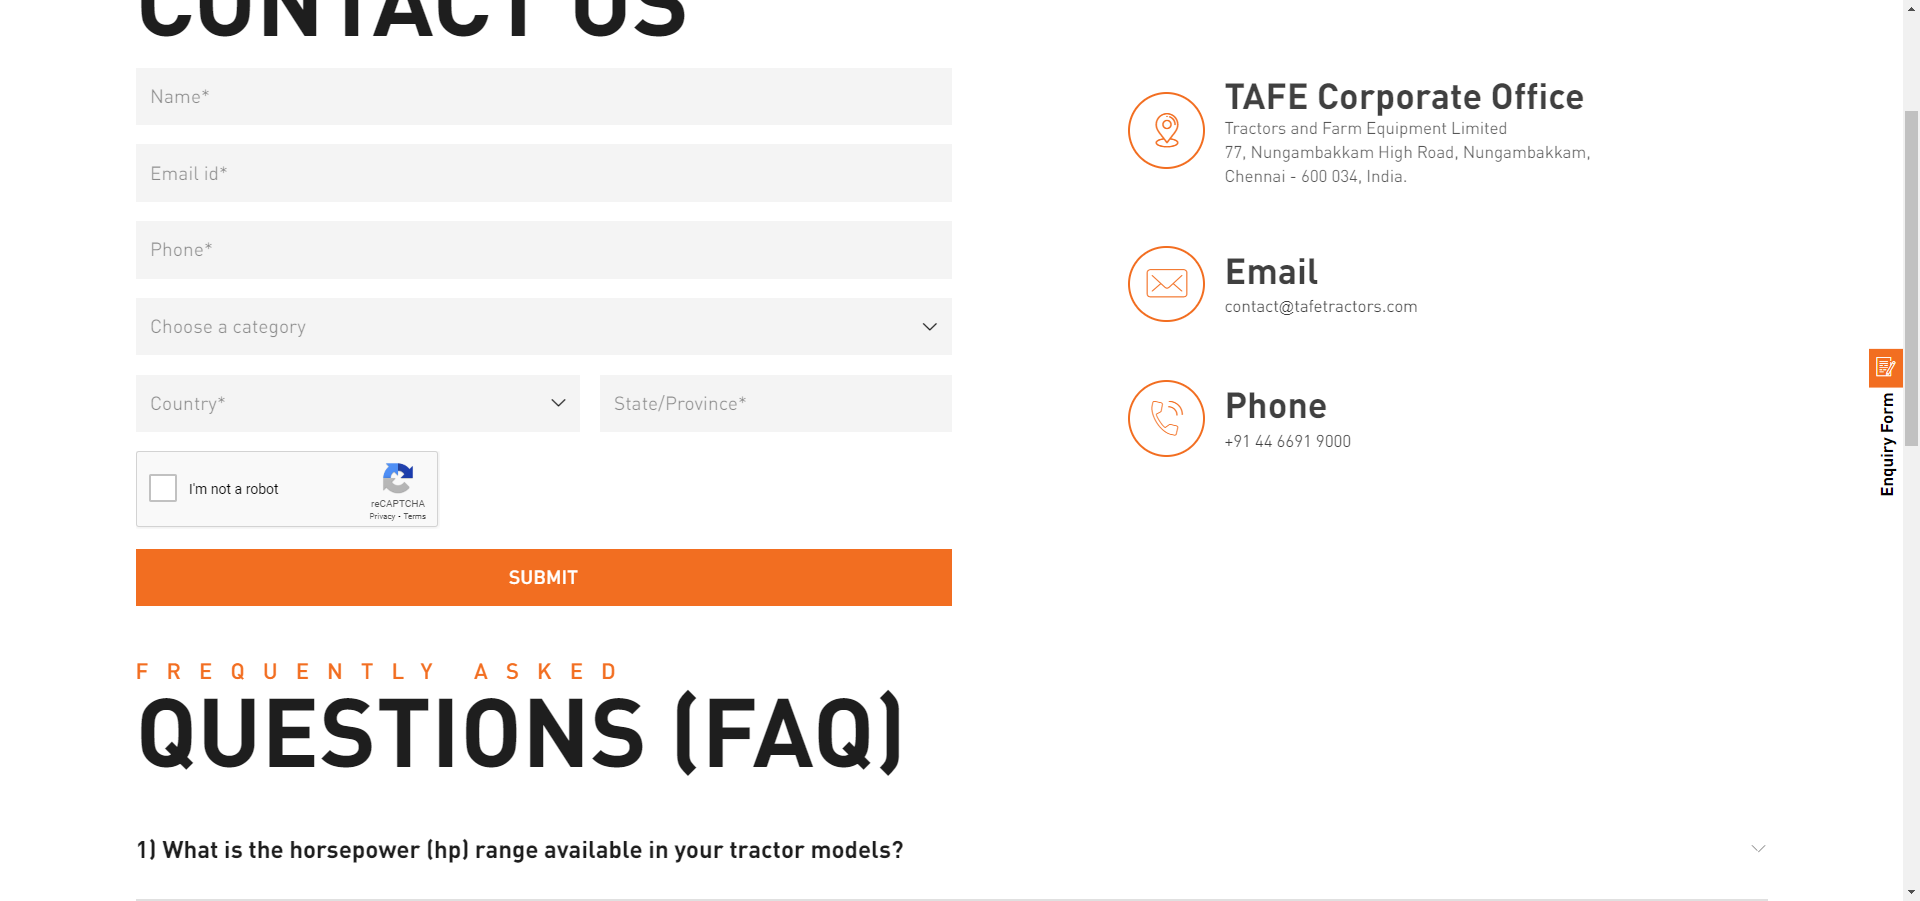 CONTACT US
Name*
Email id*
Phone*
Choose a category
Country*
State/Province*
I'm not a robot
reCAPTCHA
Privacy - Terms
SUBMIT
TAFE Corporate Office
Tractors and Farm Equipment Limited
77, Nungambakkam High Road, Nungambakkam,
Chennai - 600 034, India.
Email
contact@tafetractors.com
Phone
+91 44 6691 9000
Enquiry Form
FREQUENTLY ASKED
QUESTIONS (FAQ)
1) What is the horsepower (hp) range available in your tractor models?